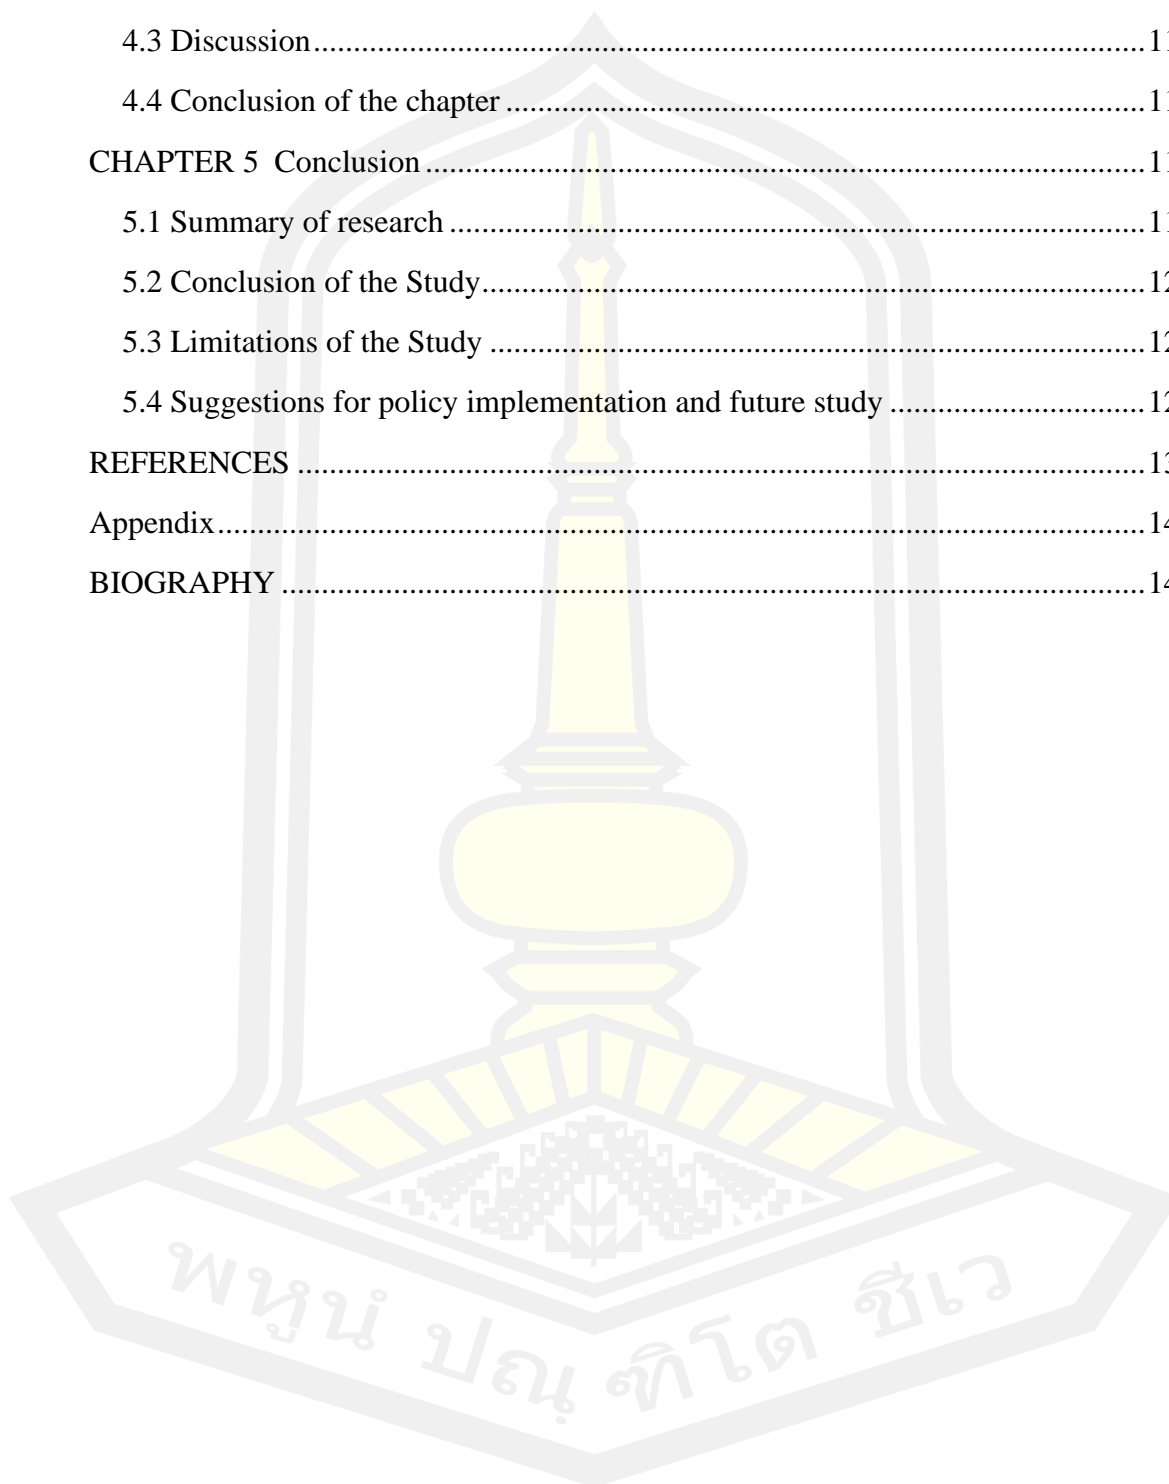 4.3 Discussion.......................................................................................................11
4.4 Conclusion of the chapter ...............................................................................11
CHAPTER 5  Conclusion .........................................................................................11
5.1 Summary of research ......................................................................................11
5.2 Conclusion of the Study..................................................................................12
5.3 Limitations of the Study .................................................................................12
5.4 Suggestions for policy implementation and future study ...............................12
REFERENCES .........................................................................................................13
Appendix...................................................................................................................14
BIOGRAPHY ...........................................................................................................14
พหูนํ ปณฺฑิโต ชีเว